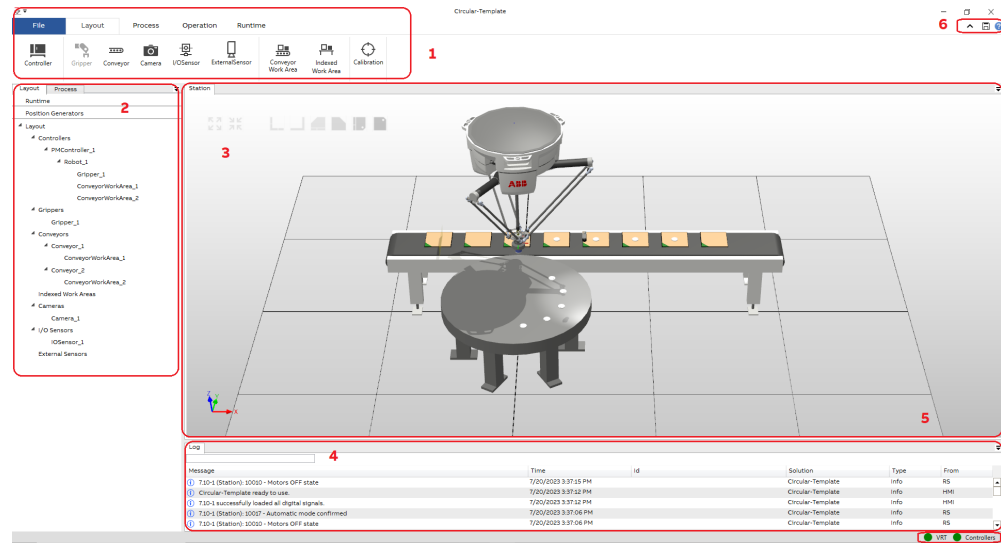 Circular-Template
File Layout Process Operation Runtime
6
Controller Gripper Conveyor Camera I/OSensor ExternalSensor Conveyor Work Area Indexed Work Area Calibration
1
Layout Process
2
Runtime
Position Generators
Layout
Controllers
PMController_1
Robot_1
Gripper_1
ConveyorWorkArea_1
ConveyorWorkArea_2
Grippers
Gripper_1
Conveyors
Conveyor_1
ConveyorWorkArea_1
Conveyor_2
ConveyorWorkArea_2
Indexed Work Areas
Cameras
Camera_1
I/O Sensors
IOSensor_1
External Sensors
Station
3
ABB
Z Y
X
5
Log
4
Message Time Id Solution Type From
7.10-1 (Station): 10010 - Motors OFF state 7/20/2023 3:37:15 PM Circular-Template Info RS
Circular-Template ready to use. 7/20/2023 3:37:12 PM Circular-Template Info HMI
7.10-1 successfully loaded all digital signals. 7/20/2023 3:37:12 PM Circular-Template Info HMI
7.10-1 (Station): 10017 - Automatic mode confirmed 7/20/2023 3:37:06 PM Circular-Template Info RS
7.10-1 (Station): 10010 - Motors OFF state 7/20/2023 3:37:06 PM Circular-Template Info RS
VRT Controllers